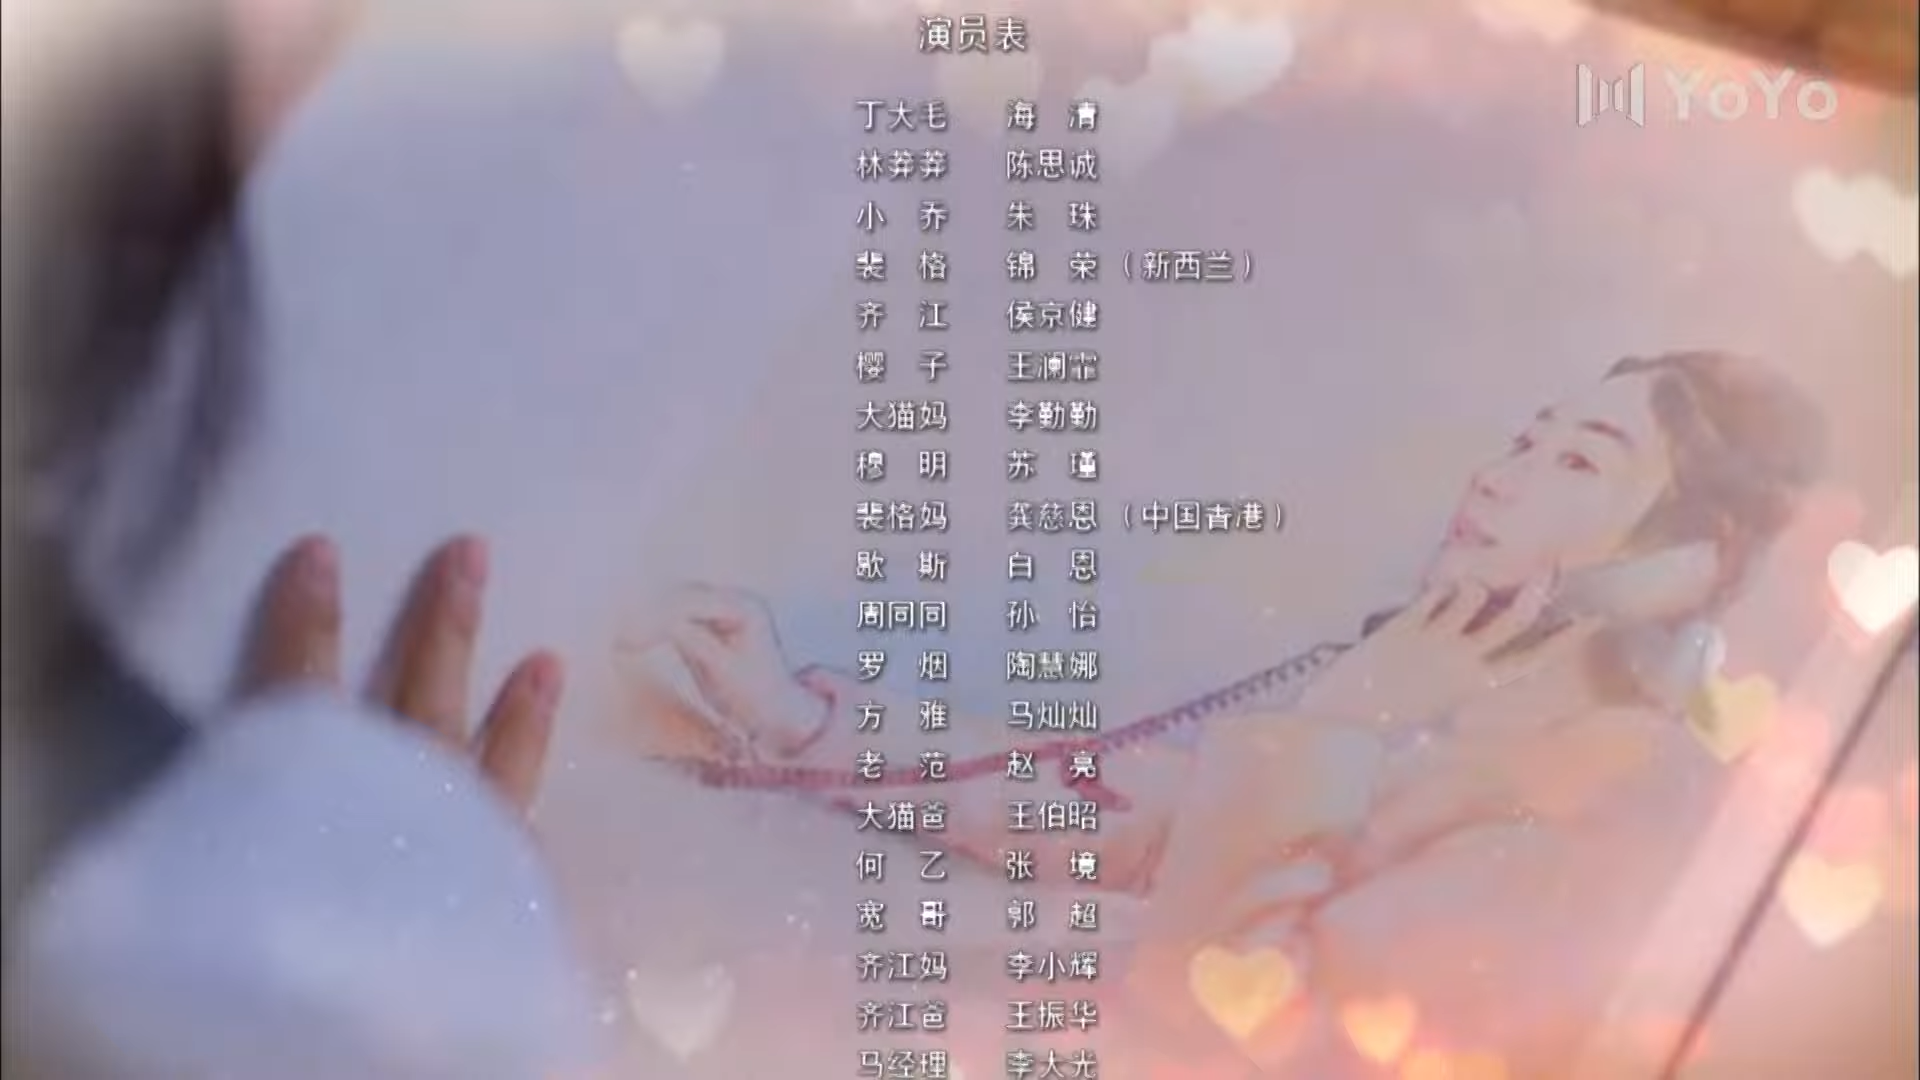 演员表
YoYo
丁大毛 海清
林莽莽 陈思诚
小乔 朱珠
裴格 锦荣（新西兰）
齐江 侯京健
樱子 王澜霏
大猫妈 李勤勤
穆明 苏瑾
裴格妈 龚慈恩（中国香港）
歇斯 白恩
周同同 孙怡
罗烟 陶慧娜
方雅 马灿灿
老范 赵亮
大猫爸 王伯昭
何乙 张境
宽哥 郭超
齐江妈 李小辉
齐江爸 王振华
马经理 李大光